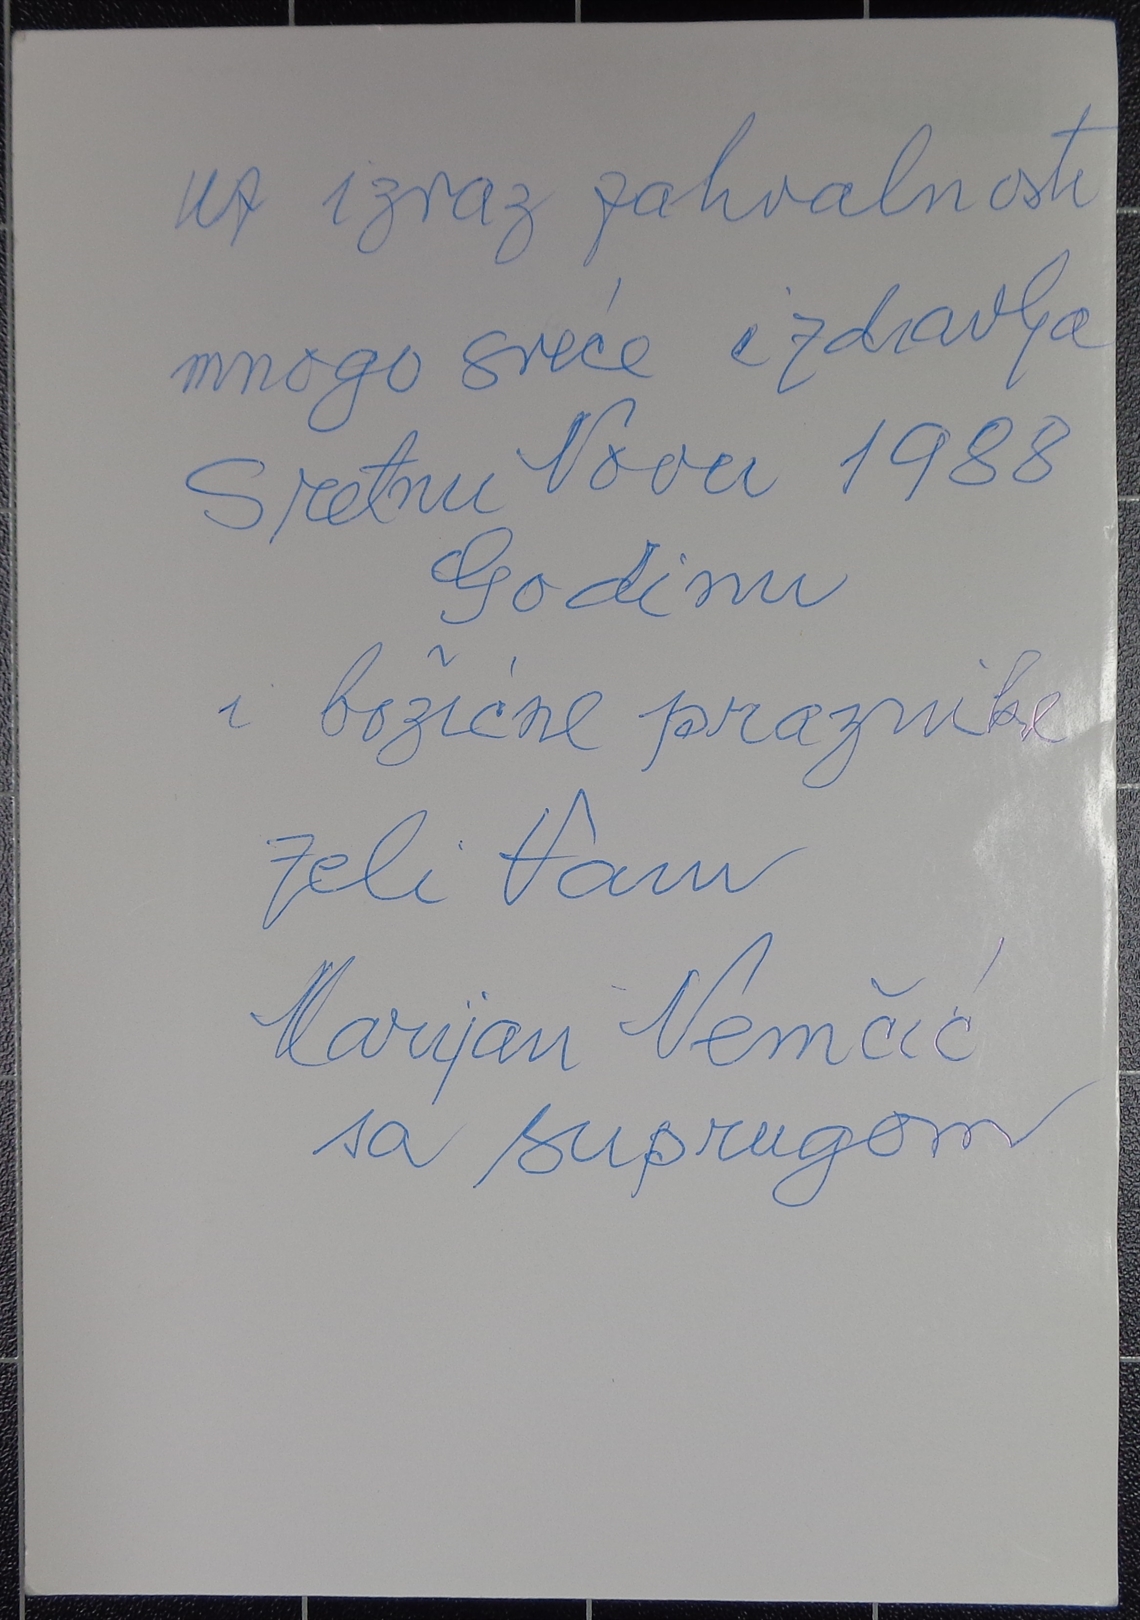 uz izraz zahvalnosti
mnogo sreće i zdravlja
Sretnu Novu 1988
Godinu
i božićne praznike
želi Vam
Marijan Nemčić
sa suprugom